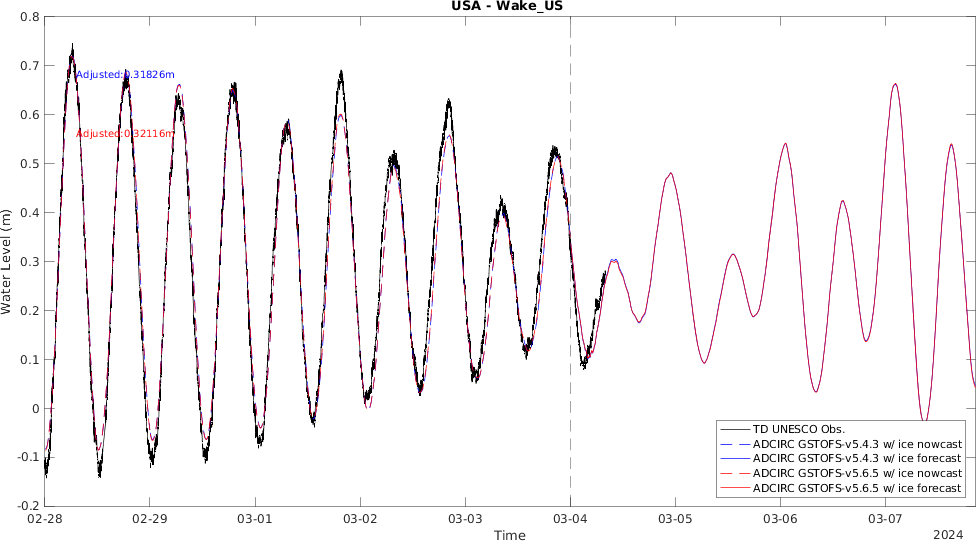 USA - Wake_US
0.8
0.7
0.6
0.5
0.4
0.3
0.2
0.1
0
-0.1
-0.2
Water Level (m)
Adjusted:0.31826m
Adjusted:0.32116m
TD UNESCO Obs.
ADCIRC GSTOFS-v5.4.3 w/ ice nowcast
ADCIRC GSTOFS-v5.4.3 w/ ice forecast
ADCIRC GSTOFS-v5.6.5 w/ ice nowcast
ADCIRC GSTOFS-v5.6.5 w/ ice forecast
02-28 02-29 03-01 03-02 03-03 03-04 03-05 03-06 03-07
Time
2024